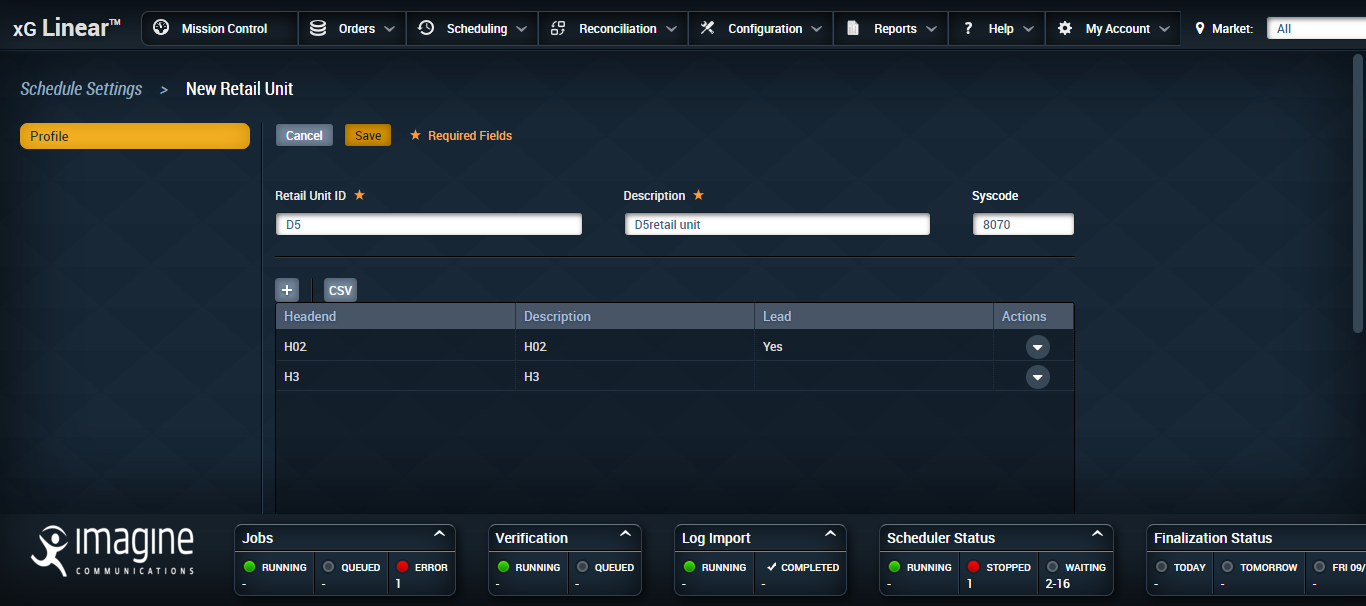 xG Linear™ Mission Control Orders Scheduling Reconciliation Configuration Reports ? Help My Account Market: All
Schedule Settings > New Retail Unit
Profile
Cancel Save ★ Required Fields
Retail Unit ID ★ Description ★ Syscode
D5 D5retail unit 8070
+ CSV
Headend Description Lead Actions
H02 H02 Yes
H3 H3
imagine
COMMUNICATIONS
Jobs
RUNNING QUEUED ERROR
- - 1
Verification
RUNNING QUEUED
- -
Log Import
RUNNING COMPLETED
- -
Scheduler Status
RUNNING STOPPED WAITING
- 1 2-16
Finalization Status
TODAY TOMORROW FRI 09/
- - -